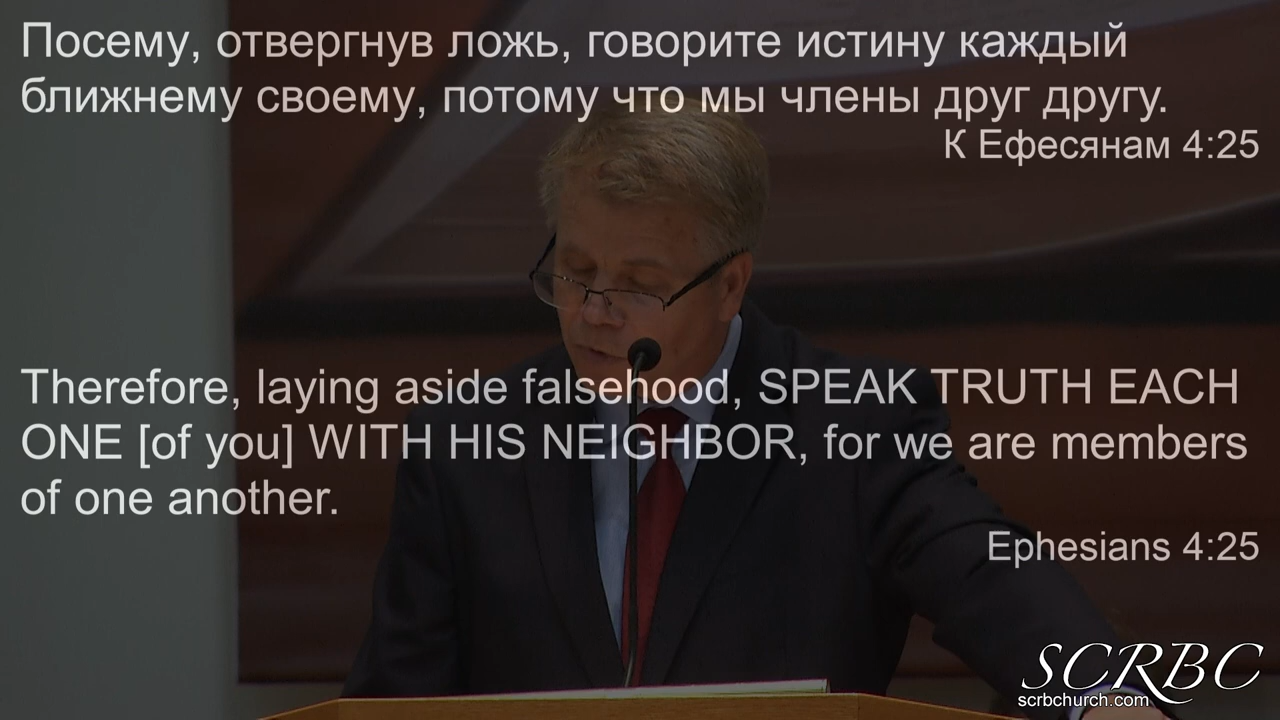 Посему, отвергнув ложь, говорите истину каждый
ближнему своему, потому что мы члены друг другу.
К Ефесянам 4:25
Therefore, laying aside falsehood, SPEAK TRUTH EACH
ONE [of you] WITH HIS NEIGHBOR, for we are members
of one another.
Ephesians 4:25
SCRBC
scrbchurch.com